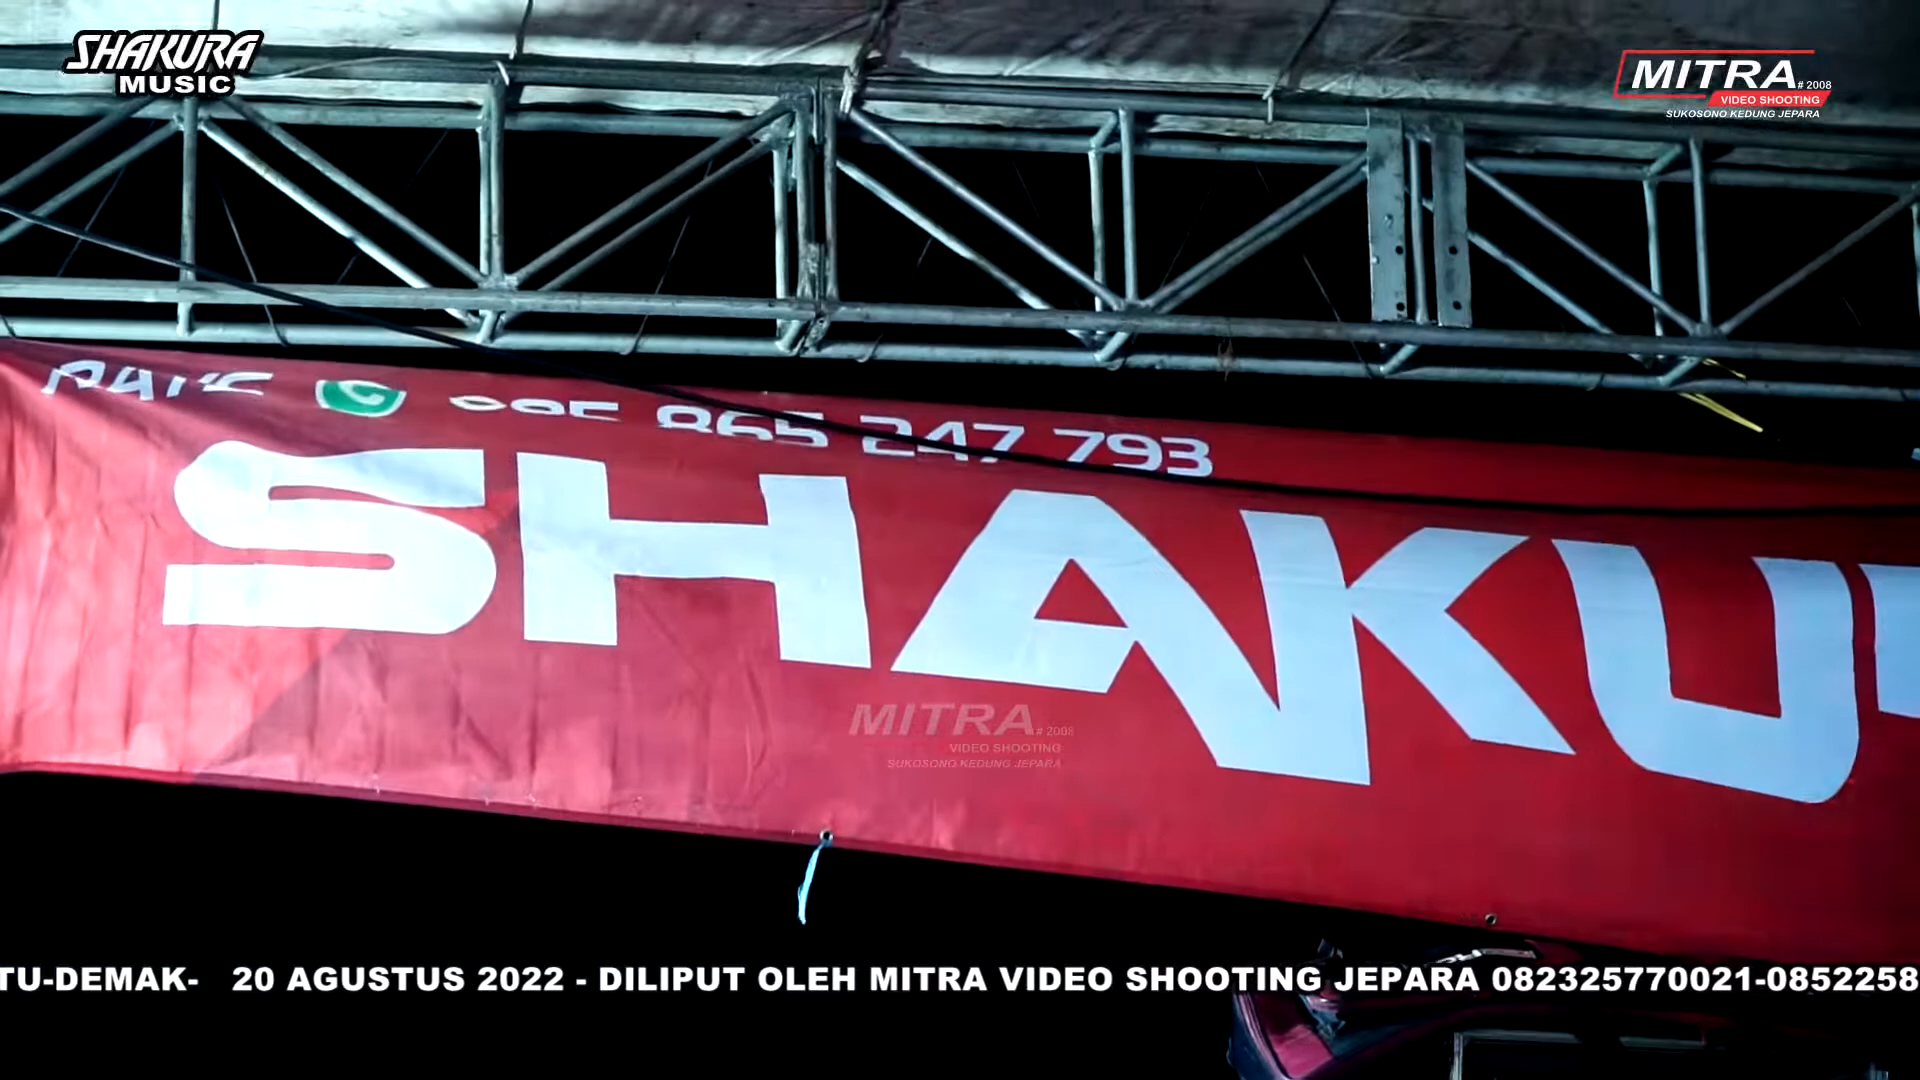 SHAKURA
MUSIC
MITRA # 2008
VIDEO SHOOTING
SUKOSONO KEDUNG JEPARA
865 247 793
SHAKU
MITRA # 2008
VIDEO SHOOTING
SUKOSONO KEDUNG JEPARA
TU-DEMAK- 20 AGUSTUS 2022 - DILIPUT OLEH MITRA VIDEO SHOOTING JEPARA 082325770021-0852258